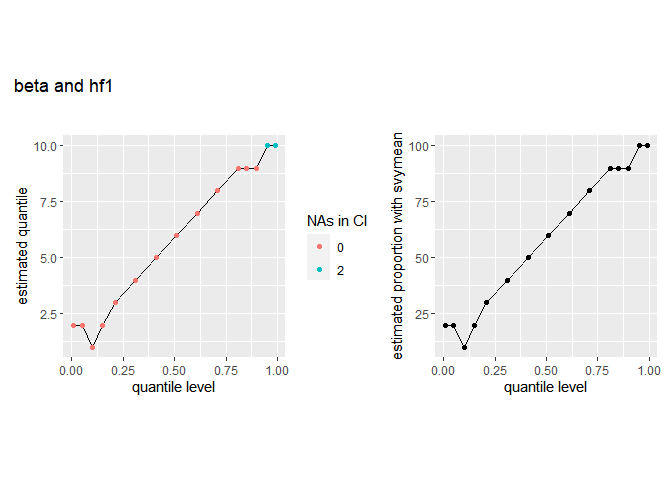 beta and hf1
estimated quantile
10.0
7.5
5.0
2.5
0.00 0.25 0.50 0.75 1.00
quantile level
NAs in CI
0
2
estimated proportion with svymean
100
75
50
25
0.00 0.25 0.50 0.75 1.00
quantile level